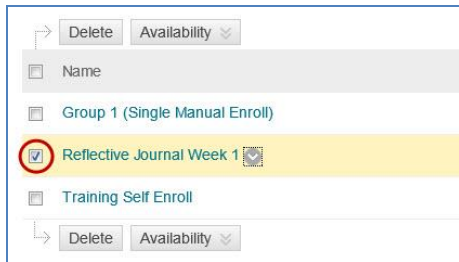 Delete Availability
Name
Group 1 (Single Manual Enroll)
Reflective Journal Week 1
Training Self Enroll
Delete Availability